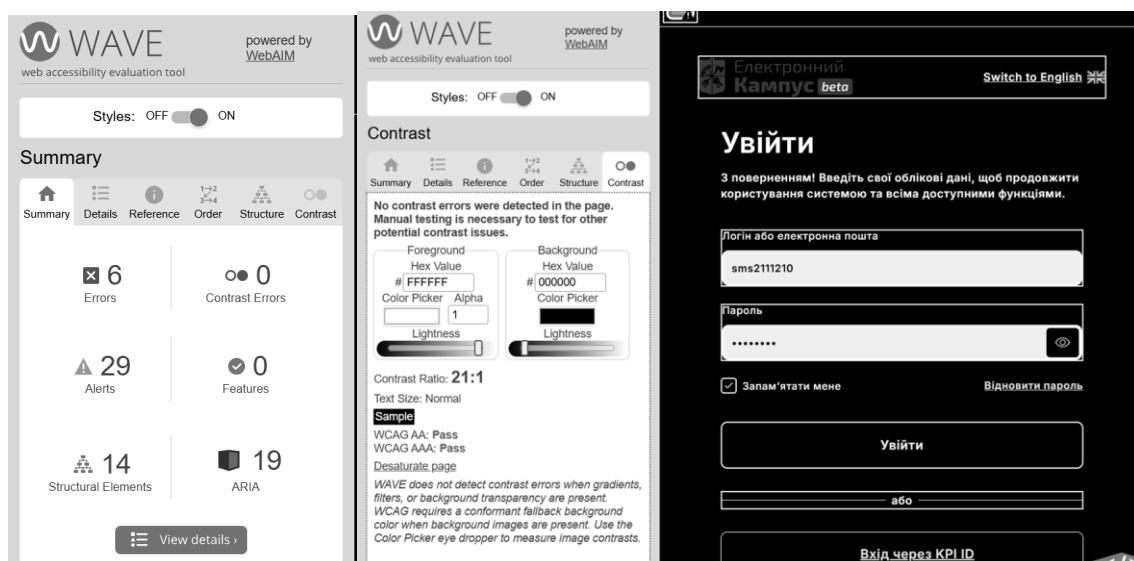 WAVE
powered by
WebAIM
web accessibility evaluation tool
Styles: OFF ON
Summary
Summary Details Reference Order Structure Contrast
6
Errors
0
Contrast Errors
29
Alerts
0
Features
14
Structural Elements
19
ARIA
View details ›
WAVE
powered by
WebAIM
web accessibility evaluation tool
Styles: OFF ON
Contrast
Summary Details Reference Order Structure Contrast
No contrast errors were detected in the page.
Manual testing is necessary to test for other
potential contrast issues.
Foreground
Hex Value
# FFFFFF
Color Picker Alpha
1
Lightness
Background
Hex Value
# 000000
Color Picker
Lightness
Contrast Ratio: 21:1
Text Size: Normal
Sample
WCAG AA: Pass
WCAG AAA: Pass
Desaturate page
WAVE does not detect contrast errors when gradients,
filters, or background transparency are present.
WCAG requires a conformant fallback background
color when background images are present. Use the
Color Picker eye dropper to measure image contrasts.
Електронний
Кампус beta
Switch to English
Увійти
З поверненням! Введіть свої облікові дані, щоб продовжити
користування системою та всіма доступними функціями.
Логін або електронна пошта
sms2111210
Пароль
••••••••
Запам'ятати мене
Відновити пароль
Увійти
або
Вхід через KPI ID